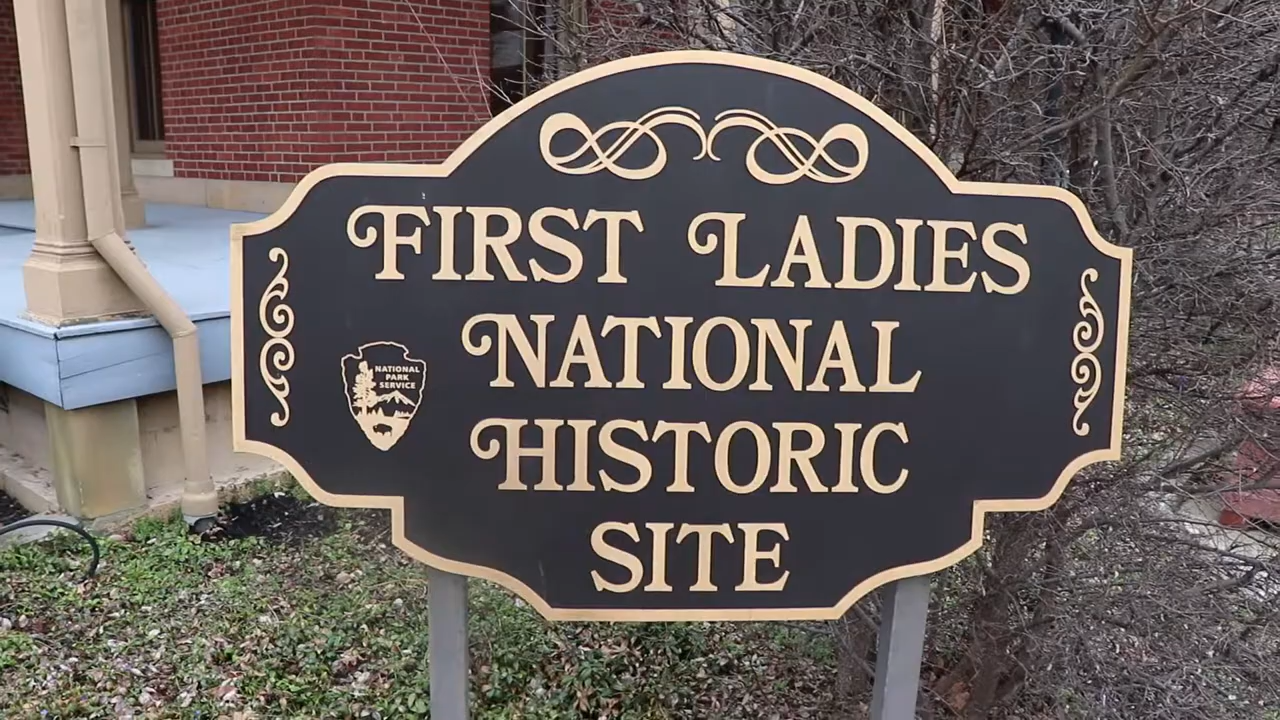 FIRST LADIES
NATIONAL
HISTORIC
SITE
NATIONAL
PARK
SERVICE